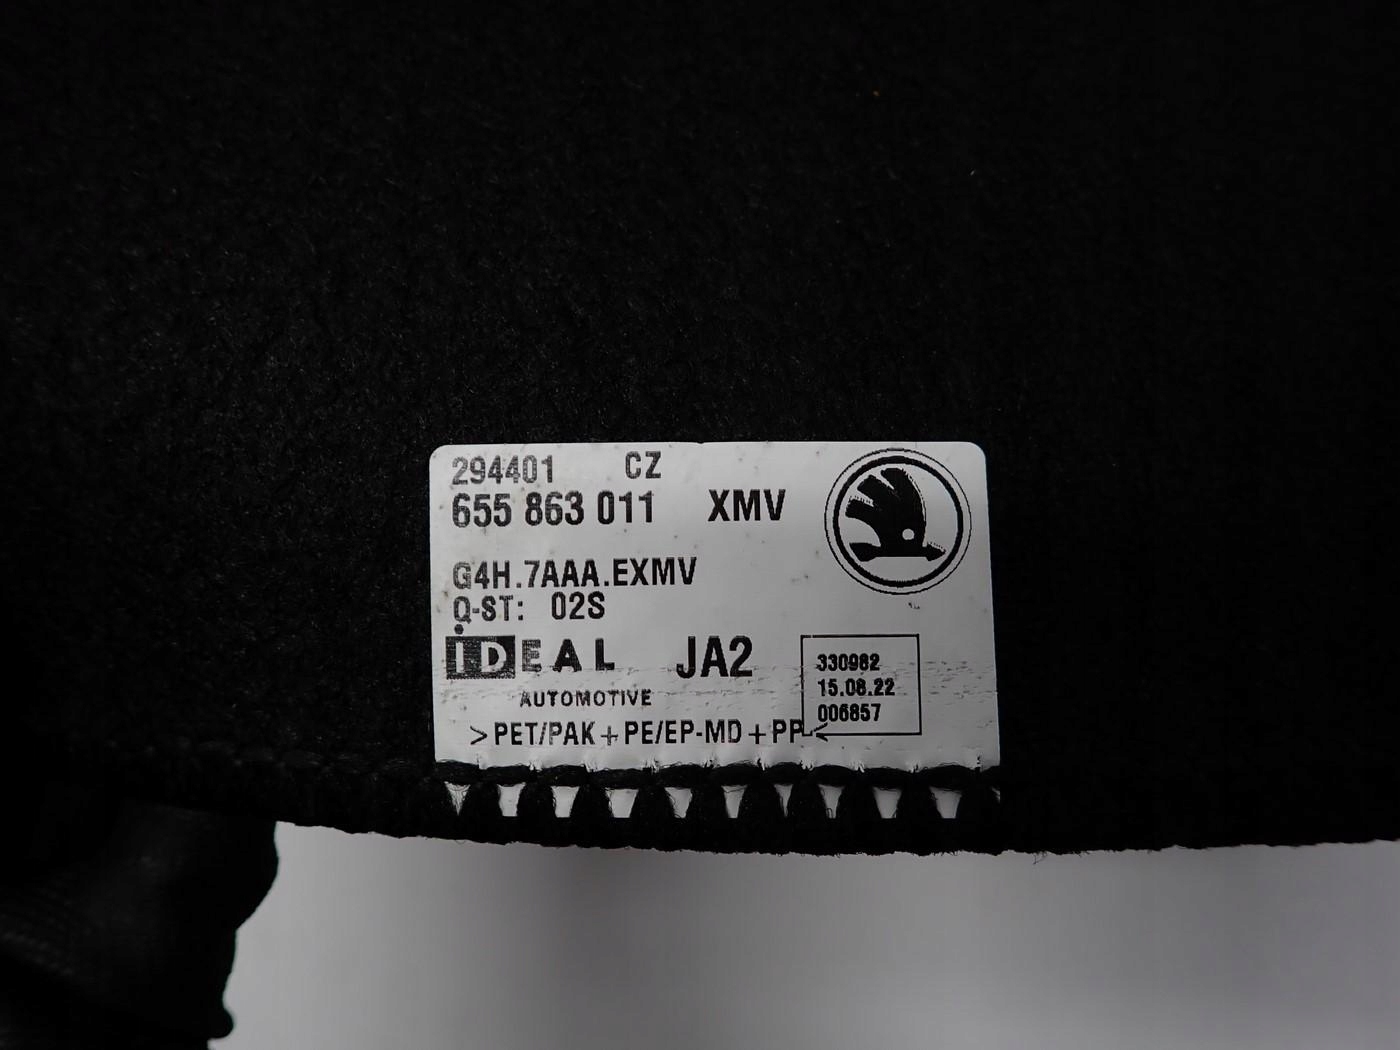 294401 CZ
655 863 011 XMV
G4H.7AAA.EXMV
Q-ST: 02S
IDEAL JA2
AUTOMOTIVE
330982
15.08.22
006857
>PET/PAK+PE/EP-MD+PP<